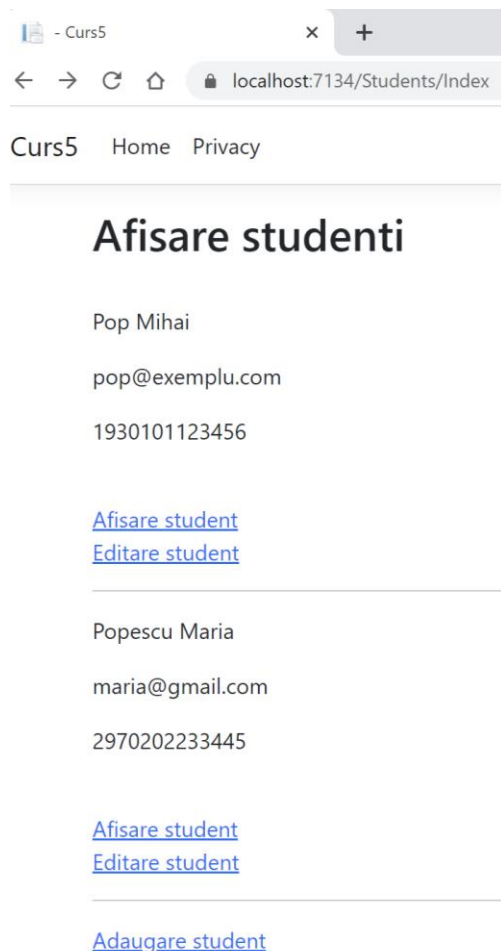 - Curs5
localhost:7134/Students/Index
Curs5 Home Privacy
Afisare studenti
Pop Mihai
pop@exemplu.com
1930101123456
Afisare student
Editare student
Popescu Maria
maria@gmail.com
2970202233445
Afisare student
Editare student
Adaugare student